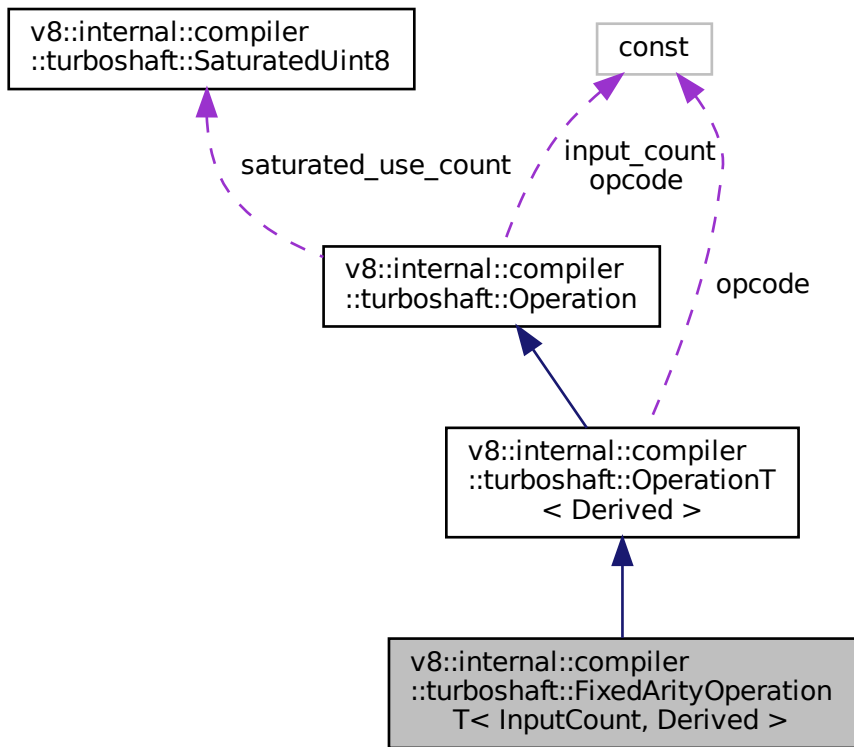 v8::internal::compiler
::turboshaft::SaturatedUint8
const
saturated_use_count
input_count
opcode
v8::internal::compiler
::turboshaft::Operation
opcode
v8::internal::compiler
::turboshaft::OperationT
< Derived >
v8::internal::compiler
::turboshaft::FixedArityOperation
T< InputCount, Derived >